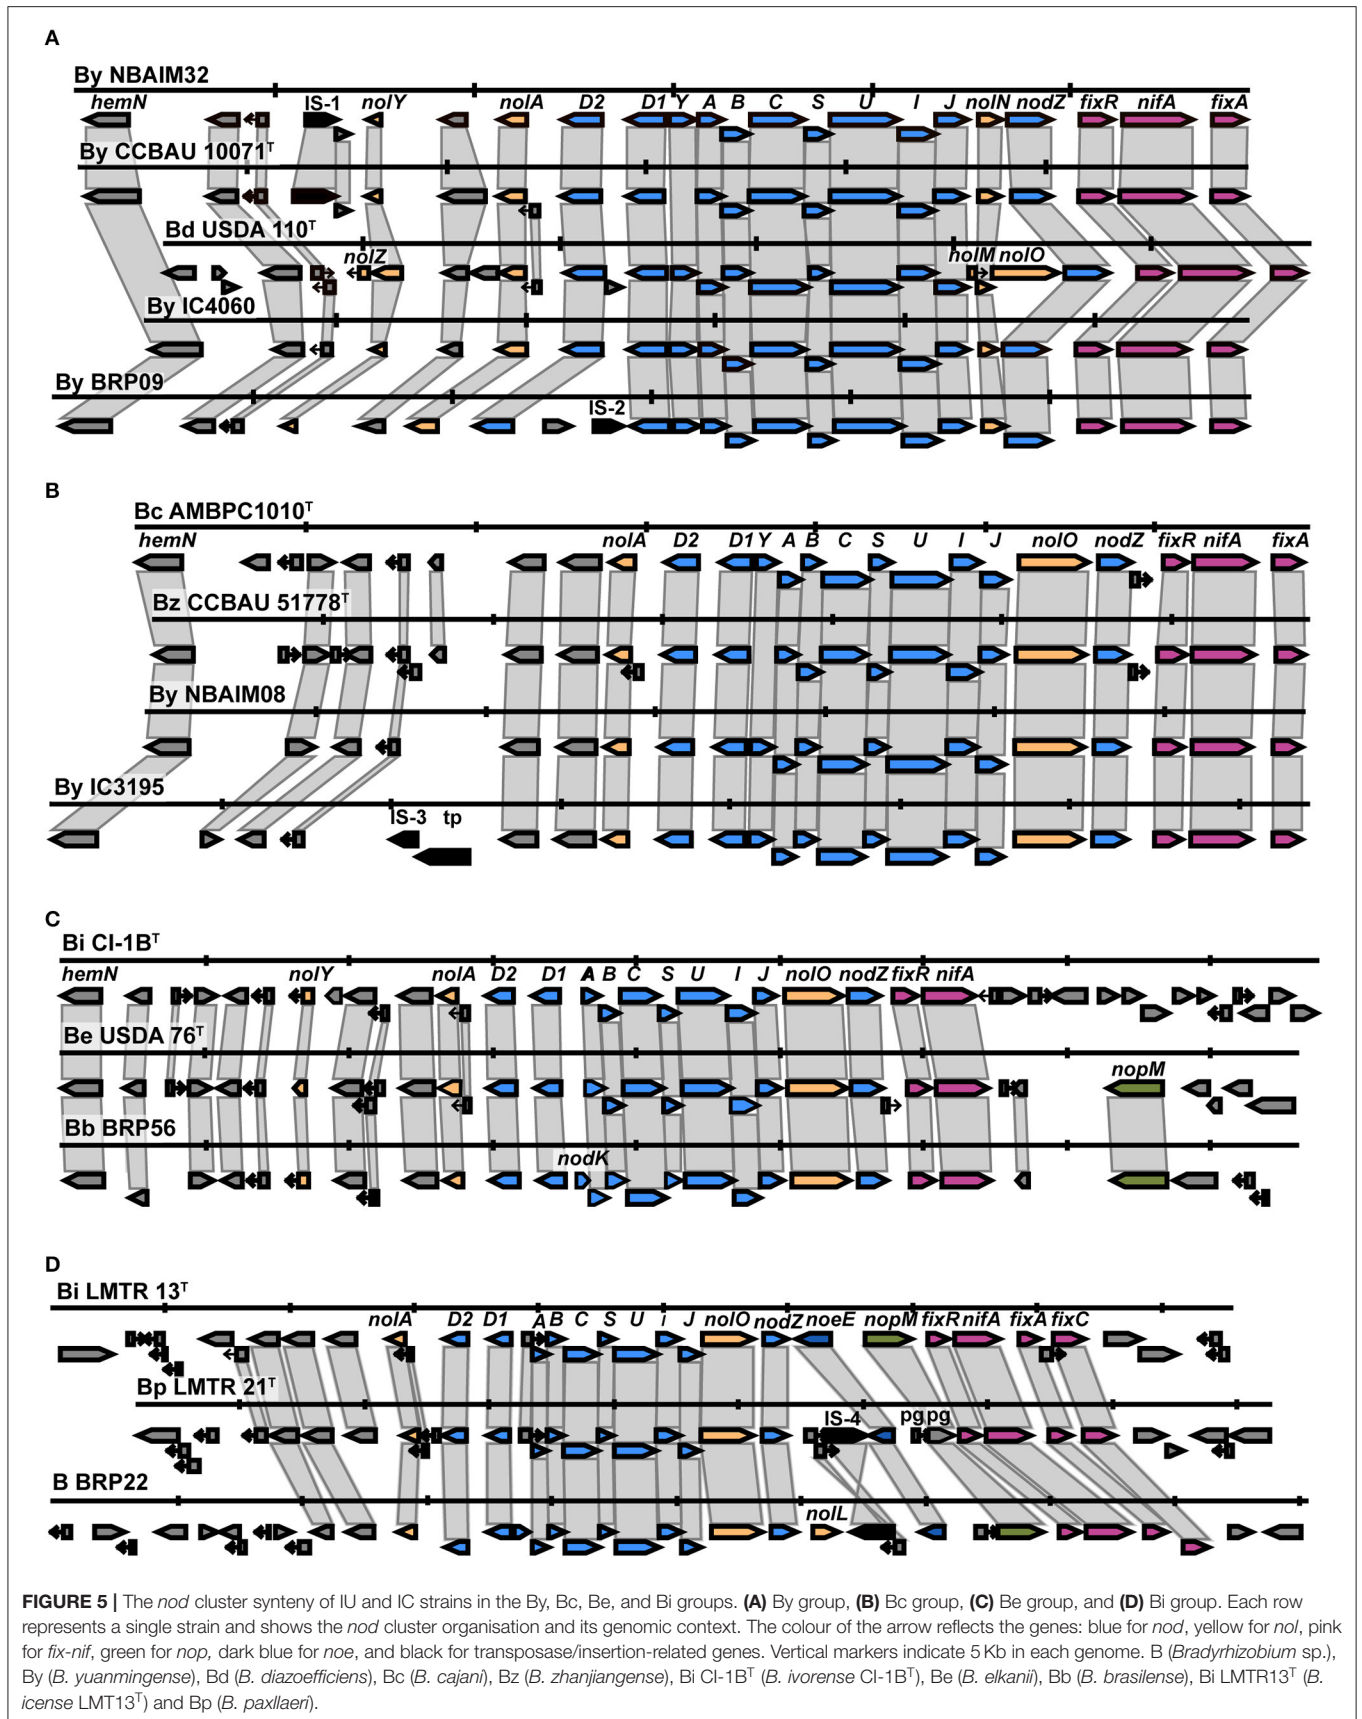 A
By NBAIM32
hemN IS-1 nolY nolA D2 D1 Y A B C S U I J nolN nodZ fixR nifA fixA
By CCBAU 10071T
Bd USDA 110T
nolZ nolM nolO
By IC4060
By BRP09
IS-2
B
Bc AMBPC1010T
hemN nolA D2 D1 Y A B C S U I J nolO nodZ fixR nifA fixA
Bz CCBAU 51778T
By NBAIM08
By IC3195
IS-3 tp
C
Bi CI-1BT
hemN nolY nolA D2 D1 A B C S U I J nolO nodZ fixR nifA
Be USDA 76T
nopM
Bb BRP56
nodK
D
Bi LMTR 13T
nolA D2 D1 A B C S U I J nolO nodZ noeE nopM fixR nifA fixA fixC
Bp LMTR 21T
IS-4 pg pg
B BRP22
nolL
FIGURE 5 | The nod cluster synteny of IU and IC strains in the By, Bc, Be, and Bi groups. (A) By group, (B) Bc group, (C) Be group, and (D) Bi group. Each row
represents a single strain and shows the nod cluster organisation and its genomic context. The colour of the arrow reflects the genes: blue for nod, yellow for nol, pink
for fix-nif, green for nop, dark blue for noe, and black for transposase/insertion-related genes. Vertical markers indicate 5 Kb in each genome. B (Bradyrhizobium sp.),
By (B. yuanmingense), Bd (B. diazoefficiens), Bc (B. cajani), Bz (B. zhanjiangense), Bi CI-1BT (B. ivorense CI-1BT), Be (B. elkanii), Bb (B. brasilense), Bi LMTR13T (B.
icense LMT13T) and Bp (B. paxllaeri).